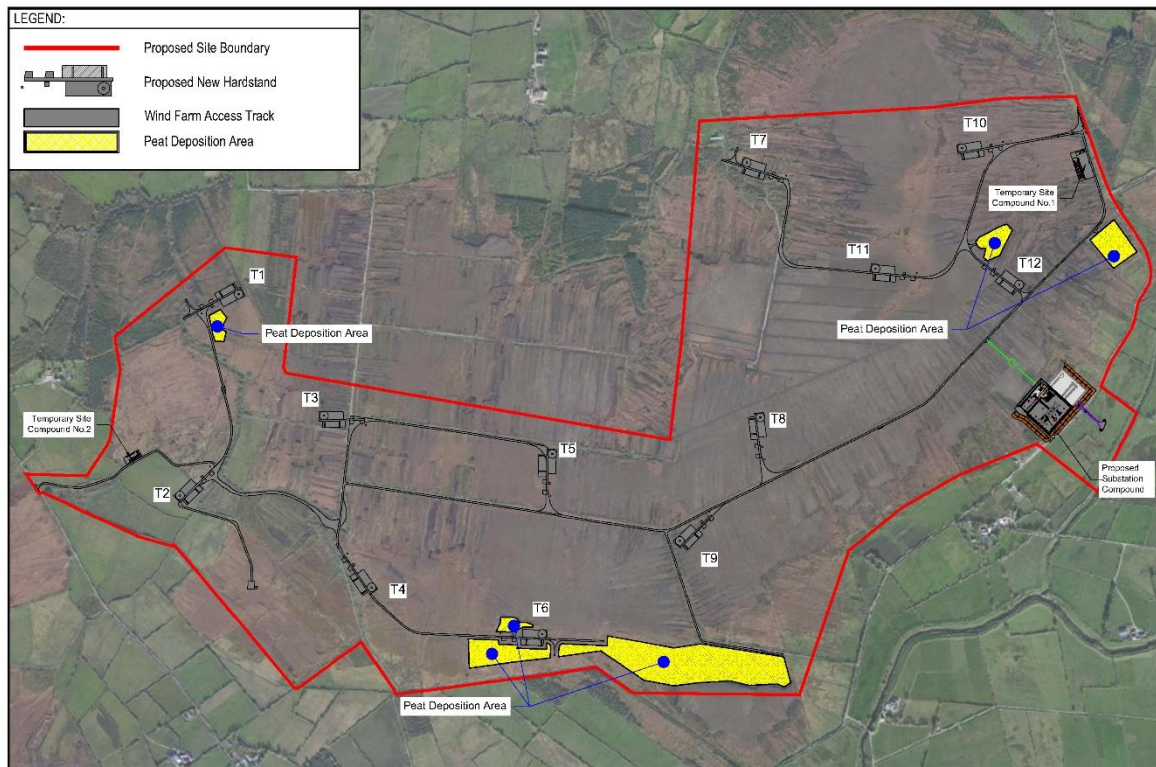 LEGEND:
Proposed Site Boundary
Proposed New Hardstand
Wind Farm Access Track
Peat Deposition Area
T7
T10
Temporary Site
Compound No.1
T11
T12
Peat Deposition Area
T1
Peat Deposition Area
T3
Temporary Site
Compound No.2
T5
T8
T2
Proposed
Substation
Compound
T9
T4
T6
Peat Deposition Area